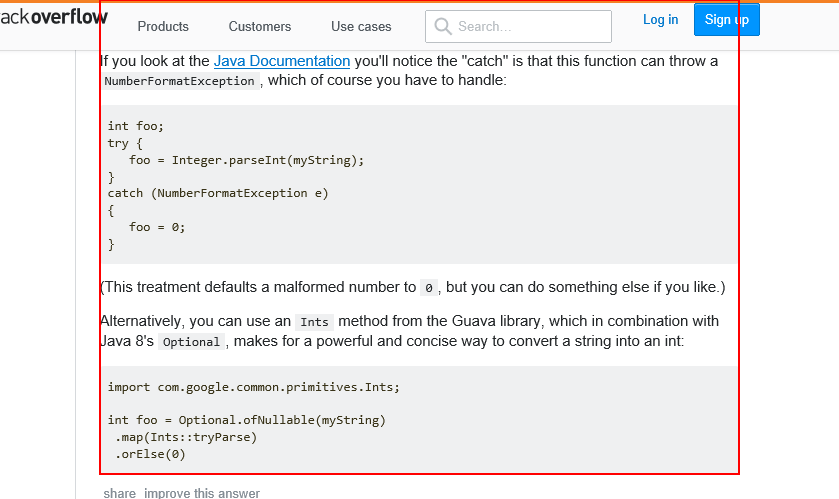 ackoverflow Products Customers Use cases Search... Log in Sign up
If you look at the Java Documentation you'll notice the "catch" is that this function can throw a
NumberFormatException, which of course you have to handle:
int foo;
try {
   foo = Integer.parseInt(myString);
}
catch (NumberFormatException e)
{
   foo = 0;
}
(This treatment defaults a malformed number to 0, but you can do something else if you like.)
Alternatively, you can use an Ints method from the Guava library, which in combination with
Java 8's Optional, makes for a powerful and concise way to convert a string into an int:
import com.google.common.primitives.Ints;
int foo = Optional.ofNullable(myString)
 .map(Ints::tryParse)
 .orElse(0)
share improve this answer